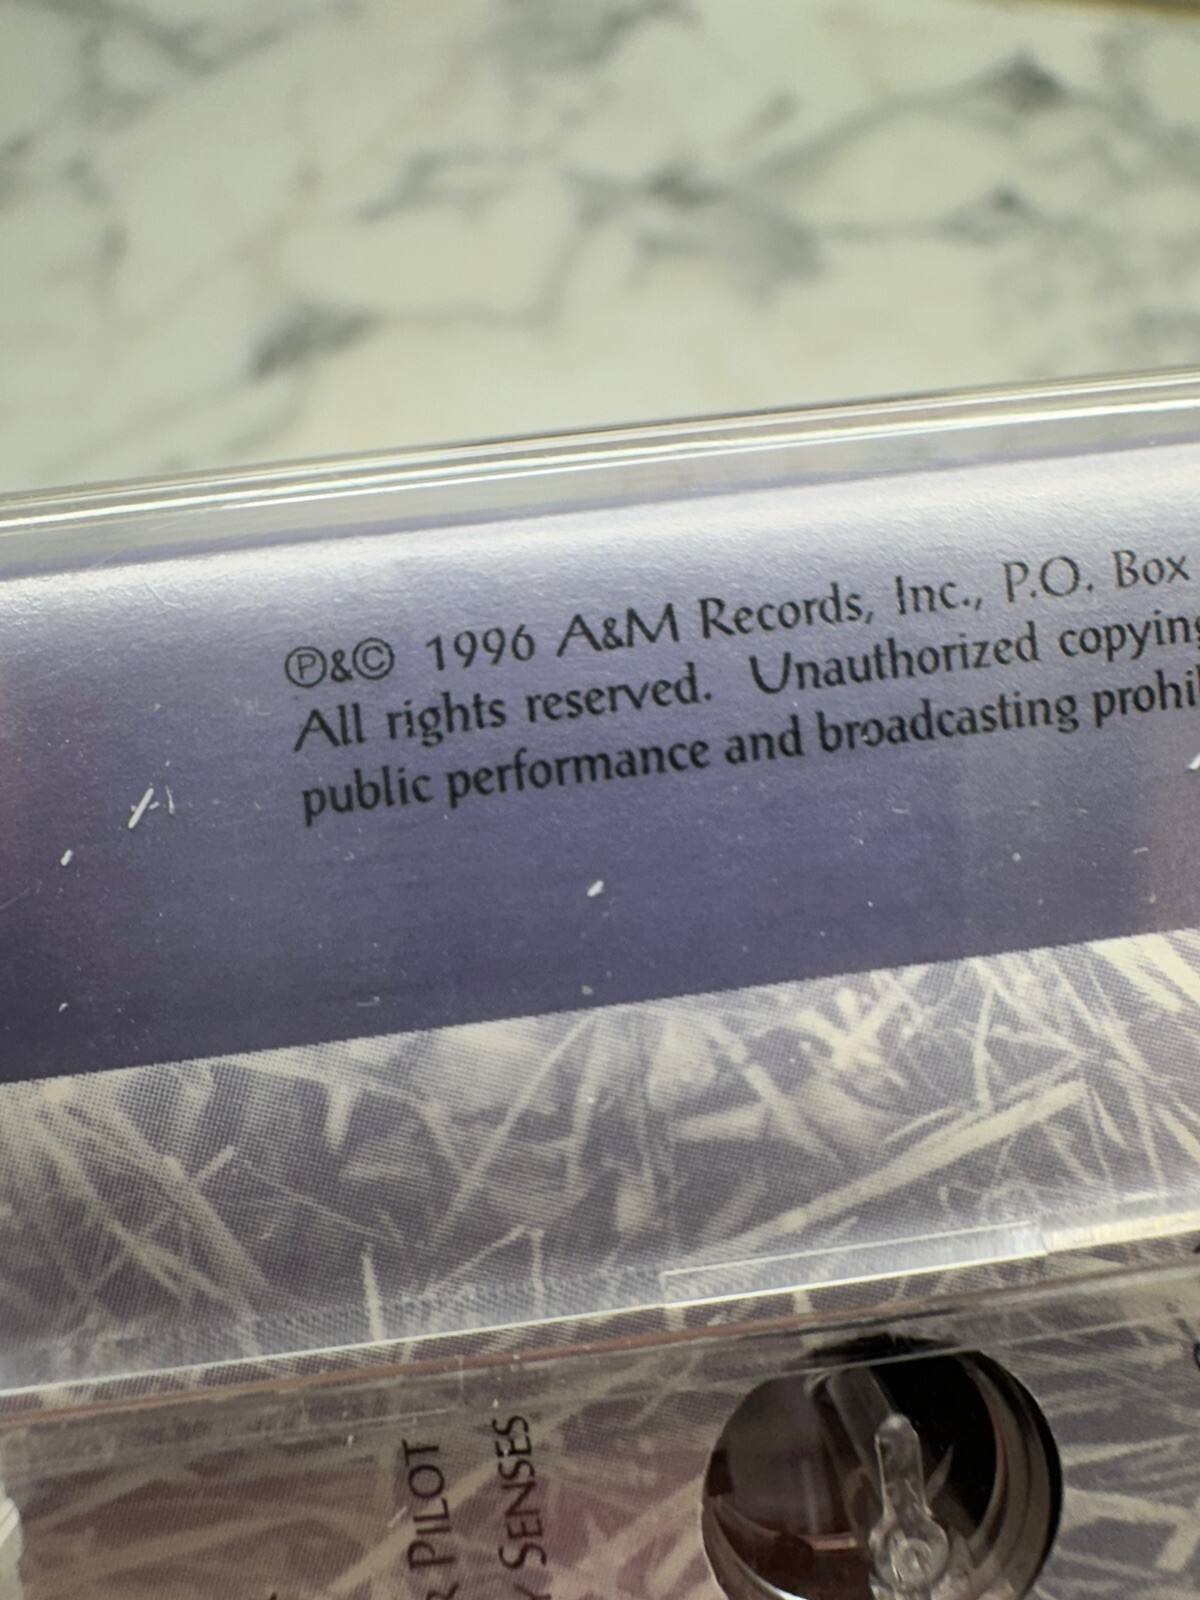 ℗&© 1996 A&M Records, Inc., P.O. Box
All rights reserved. Unauthorized copying
public performance and broadcasting
PILOT
SENSES